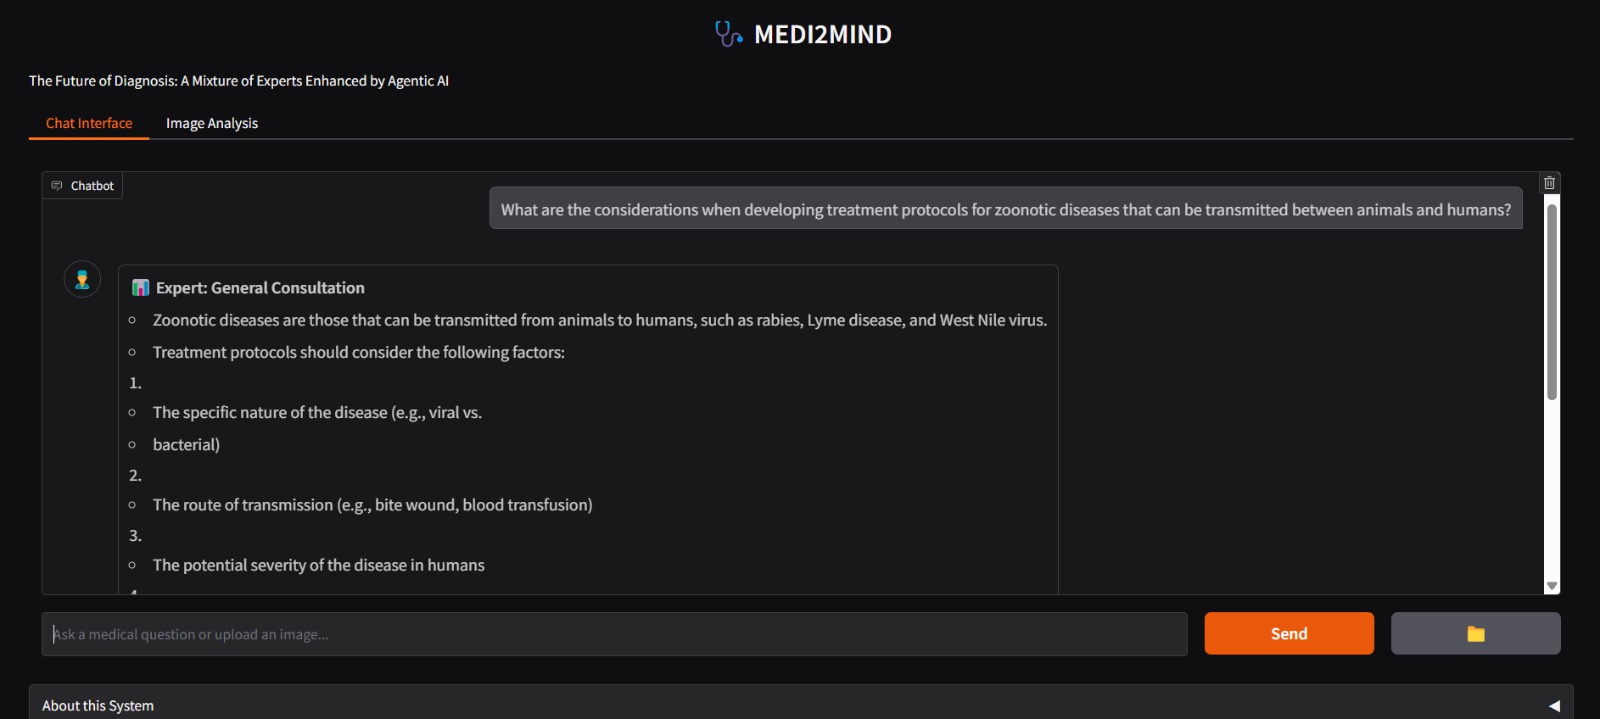 MEDI2MIND
The Future of Diagnosis: A Mixture of Experts Enhanced by Agentic AI
Chat Interface
Image Analysis
Chatbot
What are the considerations when developing treatment protocols for zoonotic diseases that can be transmitted between animals and humans?
Expert: General Consultation
Zoonotic diseases are those that can be transmitted from animals to humans, such as rabies, Lyme disease, and West Nile virus.
Treatment protocols should consider the following factors:
1.
The specific nature of the disease (e.g., viral vs.
bacterial)
2.
The route of transmission (e.g., bite wound, blood transfusion)
3.
The potential severity of the disease in humans
Ask a medical question or upload an image...
Send
About this System